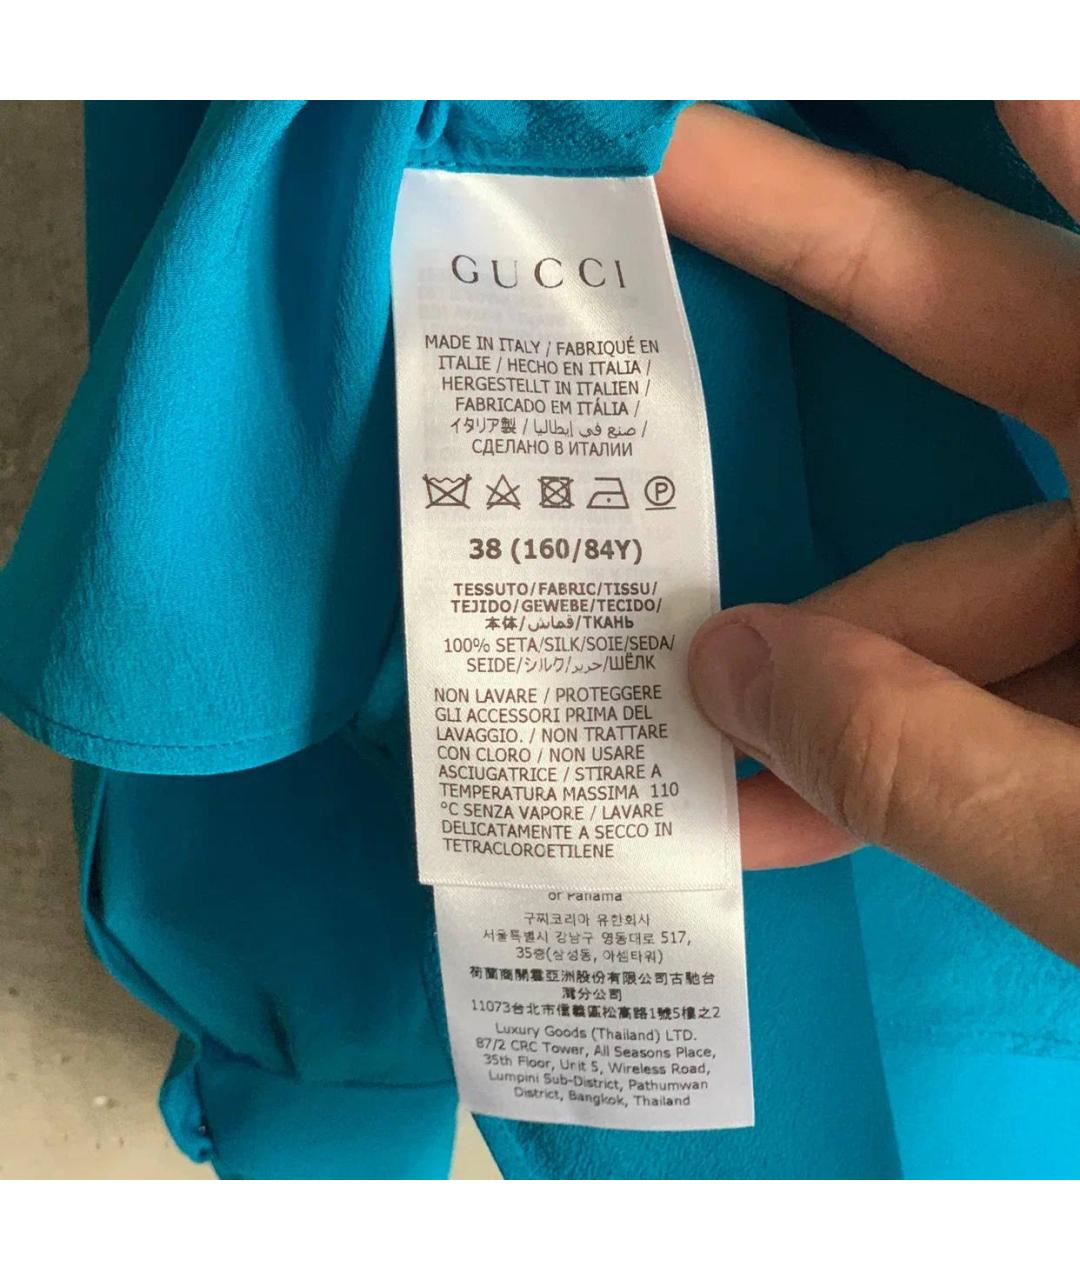 GUCCI
MADE IN ITALY / FABRIQUÉ EN
ITALIE / HECHO EN ITALIA /
HERGESTELLT IN ITALIEN /
FABRICADO EM ITÁLIA /
イタリア製 / صنع في إيطاليا /
СДЕЛАНО В ИТАЛИИ
P
38 (160/84Y)
TESSUTO/FABRIC/TISSU/
TEJIDO/GEWEBE/TECIDO/
本体/قماش/ТКАНЬ
100% SETA/SILK/SOIE/SEDA/
SEIDE/シルク/حرير/ШЁЛК
NON LAVARE / PROTEGGERE
GLI ACCESSORI PRIMA DEL
LAVAGGIO. / NON TRATTARE
CON CLORO / NON USARE
ASCIUGATRICE / STIRARE A
TEMPERATURA MASSIMA 110
°C SENZA VAPORE / LAVARE
DELICATAMENTE A SECCO IN
TETRACLOROETILENE
or Panama
구찌코리아 유한회사
서울특별시 강남구 영동대로 517,
35층(삼성동, 아셈타워)
荷蘭商開雲亞洲股份有限公司古馳台
灣分公司
11073台北市信義區松高路1號5樓之2
Luxury Goods (Thailand) LTD.
87/2 CRC Tower, All Seasons Place,
35th Floor, Unit 5, Wireless Road,
Lumpini Sub-District, Pathumwan
District, Bangkok, Thailand